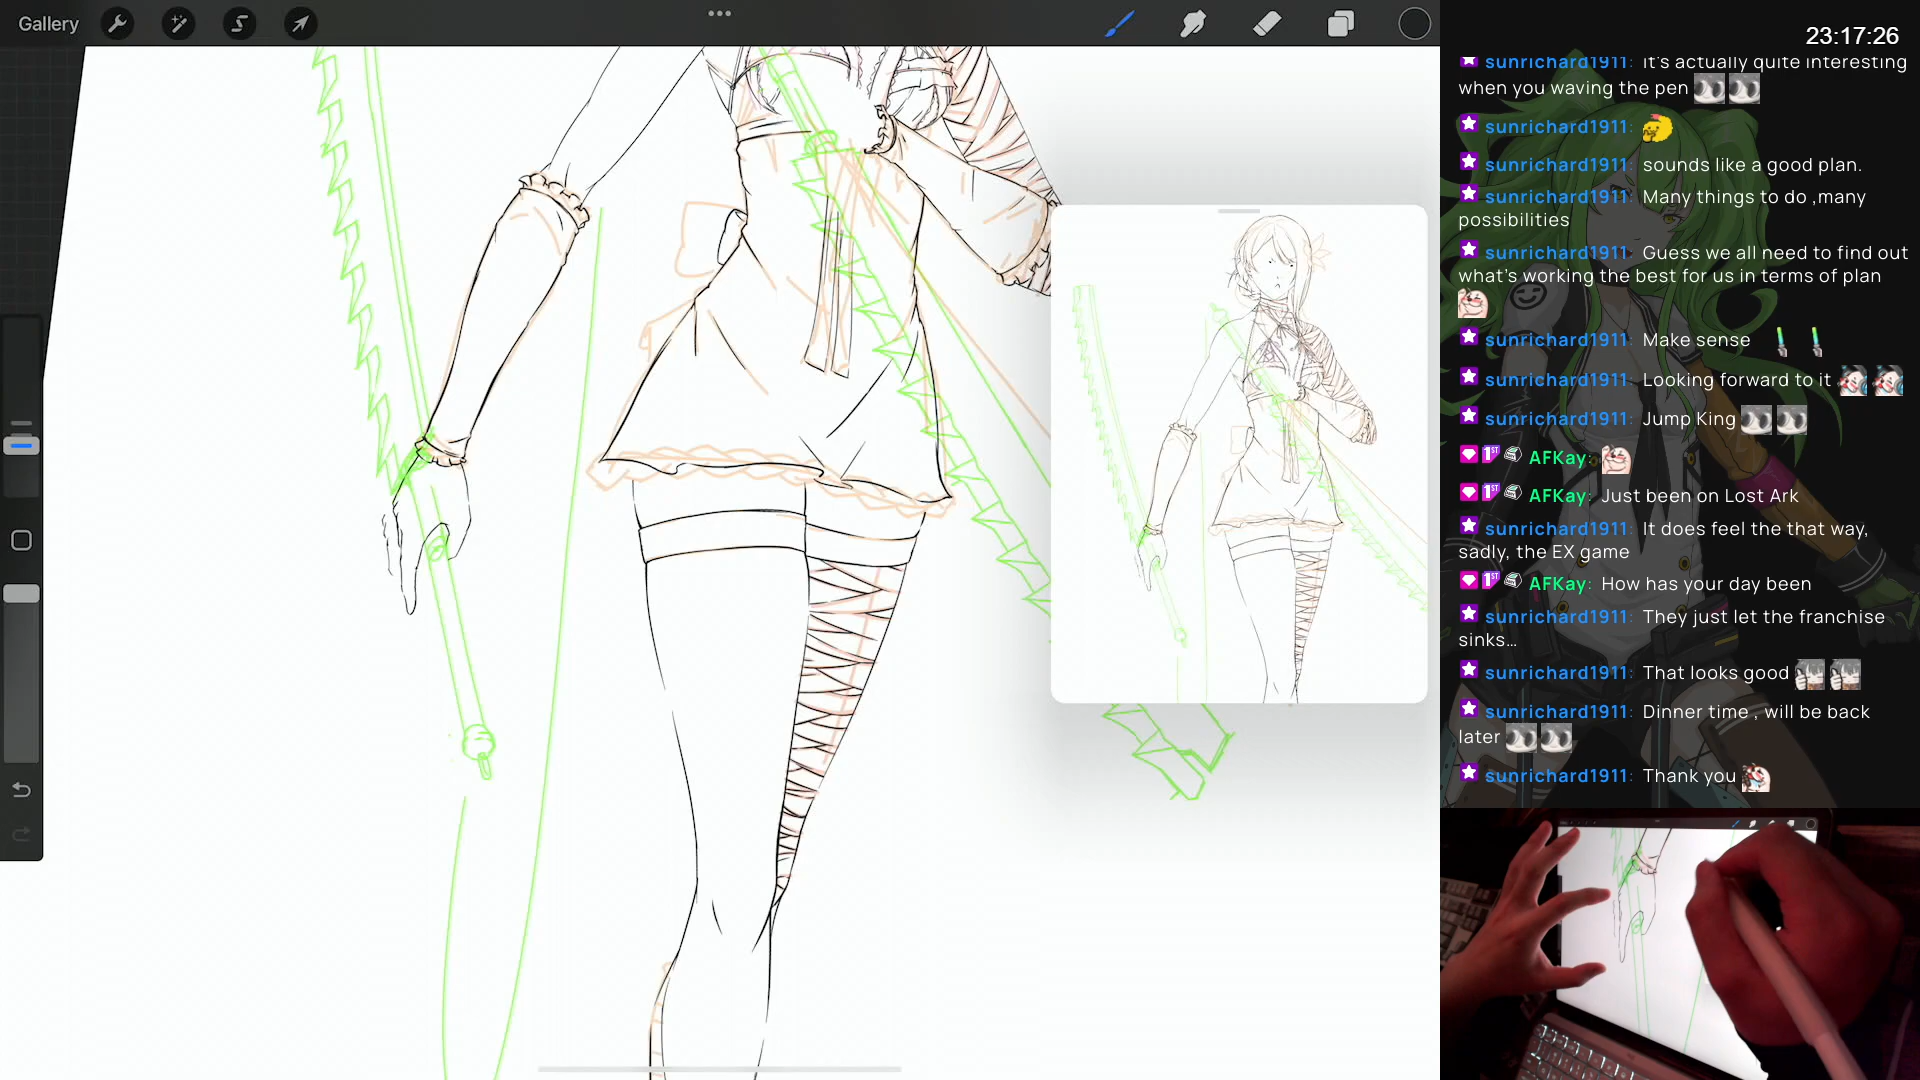 Gallery
23:17:26
sunrichard1911: It's actually quite interesting
when you waving the pen
sunrichard1911:
sunrichard1911: sounds like a good plan.
sunrichard1911: Many things to do ,many
possibilities
sunrichard1911: Guess we all need to find out
what's working the best for us in terms of plan
sunrichard1911: Make sense
sunrichard1911: Looking forward to it
sunrichard1911: Jump King
1st AFKay:
1st AFKay: Just been on Lost Ark
sunrichard1911: It does feel the that way,
sadly, the EX game
1st AFKay: How has your day been
sunrichard1911: They just let the franchise
sinks...
sunrichard1911: That looks good
sunrichard1911: Dinner time , will be back
later
sunrichard1911: Thank you